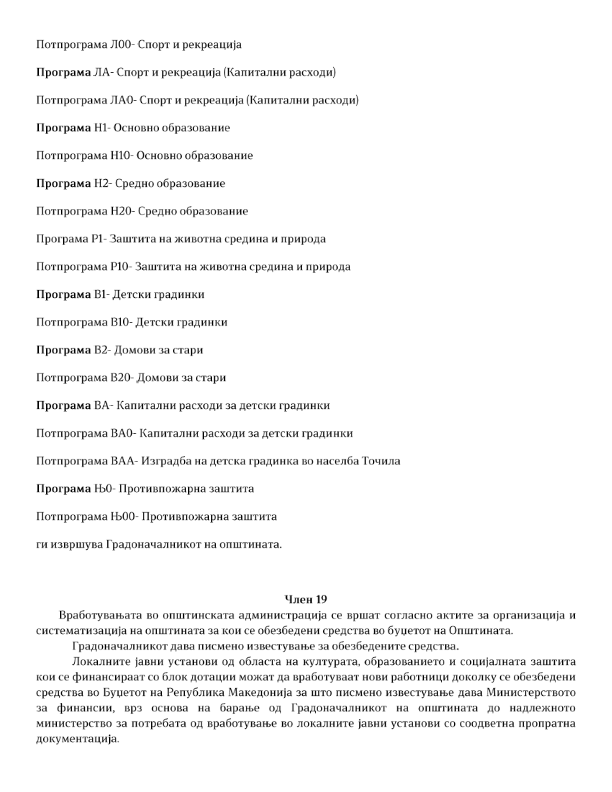 Потпрограма Л00- Спорт и рекреација
Програма ЛА- Спорт и рекреација (Капитални расходи)
Потпрограма ЛА0- Спорт и рекреација (Капитални расходи)
Програма Н1- Основно образование
Потпрограма Н10- Основно образование
Програма Н2- Средно образование
Потпрограма Н20- Средно образование
Програма Р1- Заштита на животна средина и природа
Потпрограма Р10- Заштита на животна средина и природа
Програма В1- Детски градинки
Потпрограма В10- Детски градинки
Програма В2- Домови за стари
Потпрограма В20- Домови за стари
Програма ВА- Капитални расходи за детски градинки
Потпрограма ВА0- Капитални расходи за детски градинки
Потпрограма ВАА- Изградба на детска градинка во населба Точила
Програма Њ0- Противпожарна заштита
Потпрограма Њ00- Противпожарна заштита
ги извршува Градоначалникот на општината.
Член 19
Вработувањата во општинската администрација се вршат согласно актите за организација и
систематизација на општината за кои се обезбедени средства во буџетот на Општината.
Градоначалникот дава писмено известување за обезбедените средства.
Локалните јавни установи од областа на културата, образованието и социјалната заштита
кои се финансираат со блок дотации можат да вработуваат нови работници доколку се обезбедени
средства во Буџетот на Република Македонија за што писмено известување дава Министерството
за финансии, врз основа на барање од Градоначалникот на општината до надлежното
министерство за потребата од вработување во локалните јавни установи со соодветна пропратна
документација.